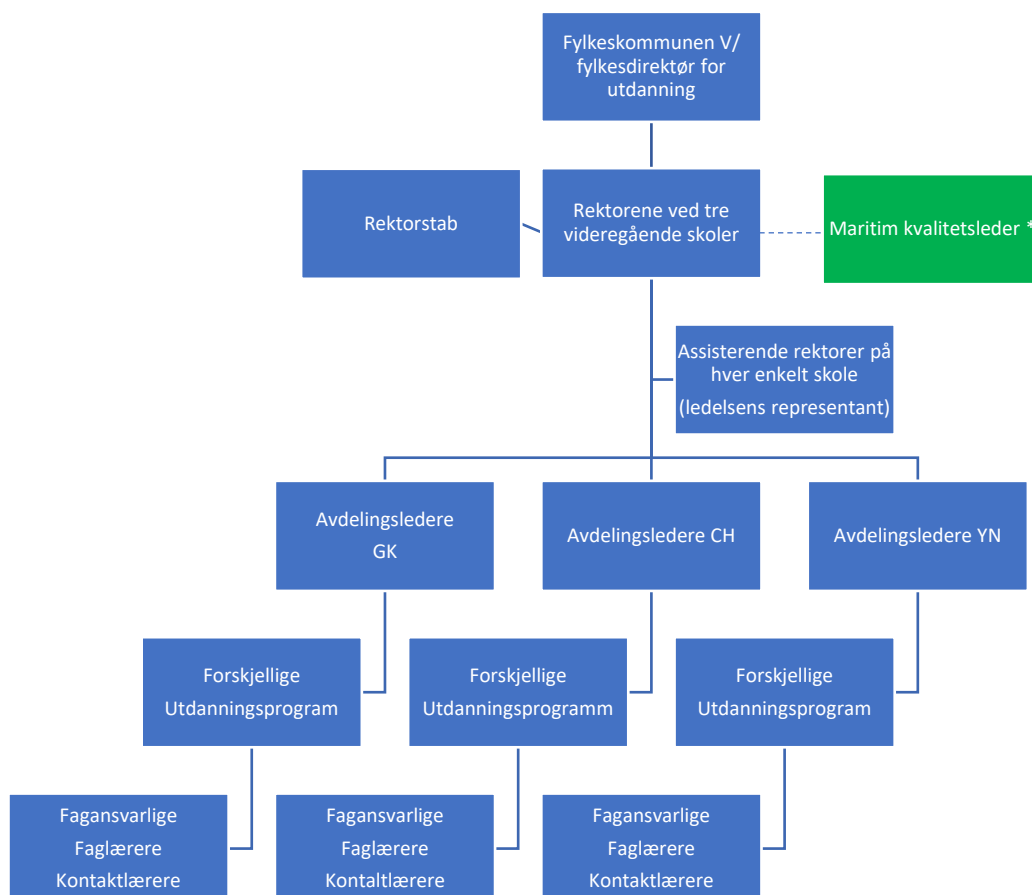 Fylkeskommunen V/
fylkesdirektør for
utdanning
Rektorstab
Rektorene ved tre
videregående skoler
Maritim kvalitetsleder *
Assisterende rektorer på
hver enkelt skole
(ledelsens representant)
Avdelingsledere
GK
Avdelingsledere CH
Avdelingsledere YN
Forskjellige
Utdanningsprogram
Forskjellige
Utdanningsprogramm
Forskjellige
Utdanningsprogram
Fagansvarlige
Faglærere
Kontaktlærere
Fagansvarlige
Faglærere
Kontaltlærere
Fagansvarlige
Faglærere
Kontaktlærere